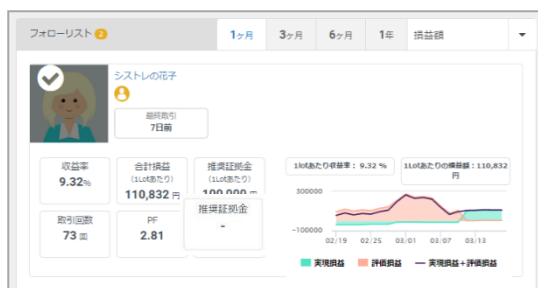 フォローリスト 2
1ヶ月 3ヶ月 6ヶ月 1年 損益額
システレの花子
最終取引
7日前
収益率
9.32%
合計損益
(1Lotあたり)
110,832 円
推奨証拠金
(1Lotあたり)
100,000 円
取引回数
73 回
PF
2.81
推奨証拠金
-
1lotあたり収益率： 9.32 %
1Lotあたりの損益額：110,832
円
300000
-100000
02/19 02/25 03/01 03/07 03/13
実現損益 評価損益 実現損益+評価損益